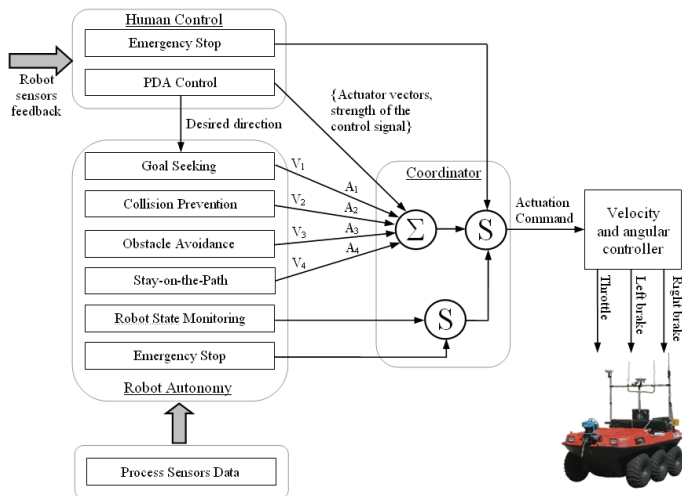 Human Control
Emergency Stop
PDA Control
Robot
sensors
feedback
{Actuator vectors,
strength of the
control signal}
Desired direction
Goal Seeking
Collision Prevention
Obstacle Avoidance
Stay-on-the-Path
Robot State Monitoring
Emergency Stop
Robot Autonomy
V1
V2
V3
V4
A1
A2
A3
A4
Coordinator
Σ
S
S
Actuation
Command
Velocity
and angular
controller
Throttle
Left brake
Right brake
Process Sensors Data